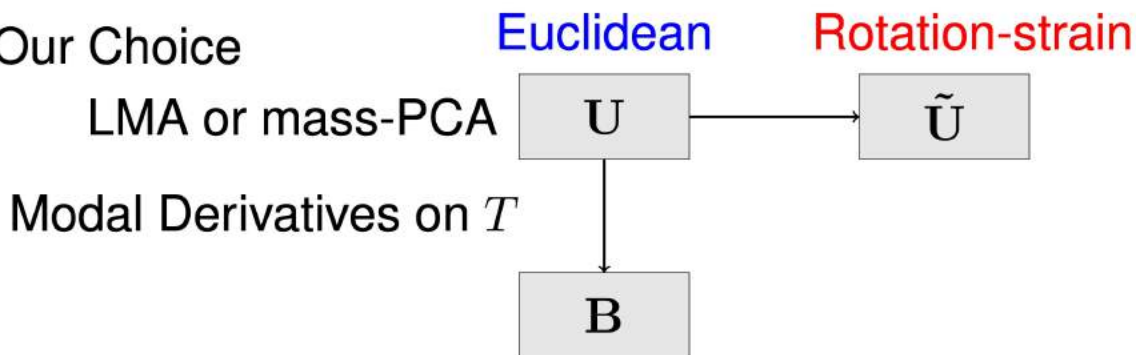 Our Choice
Euclidean Rotation-strain
LMA or mass-PCA U Ũ
Modal Derivatives on T
B